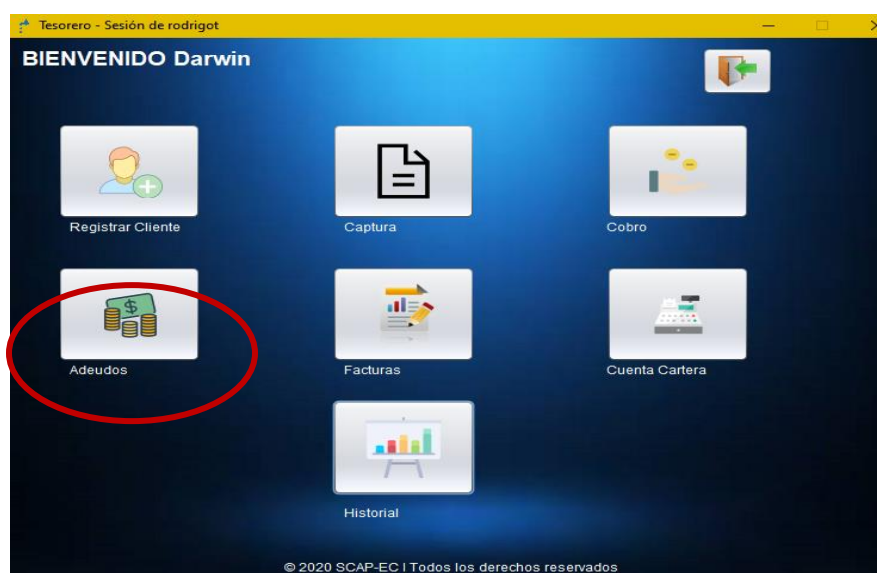 Tesorero - Sesión de rodrigot
BIENVENIDO Darwin
Registrar Cliente
Captura
Cobro
Adeudos
Facturas
Cuenta Cartera
Historial
© 2020 SCAP-EC | Todos los derechos reservados